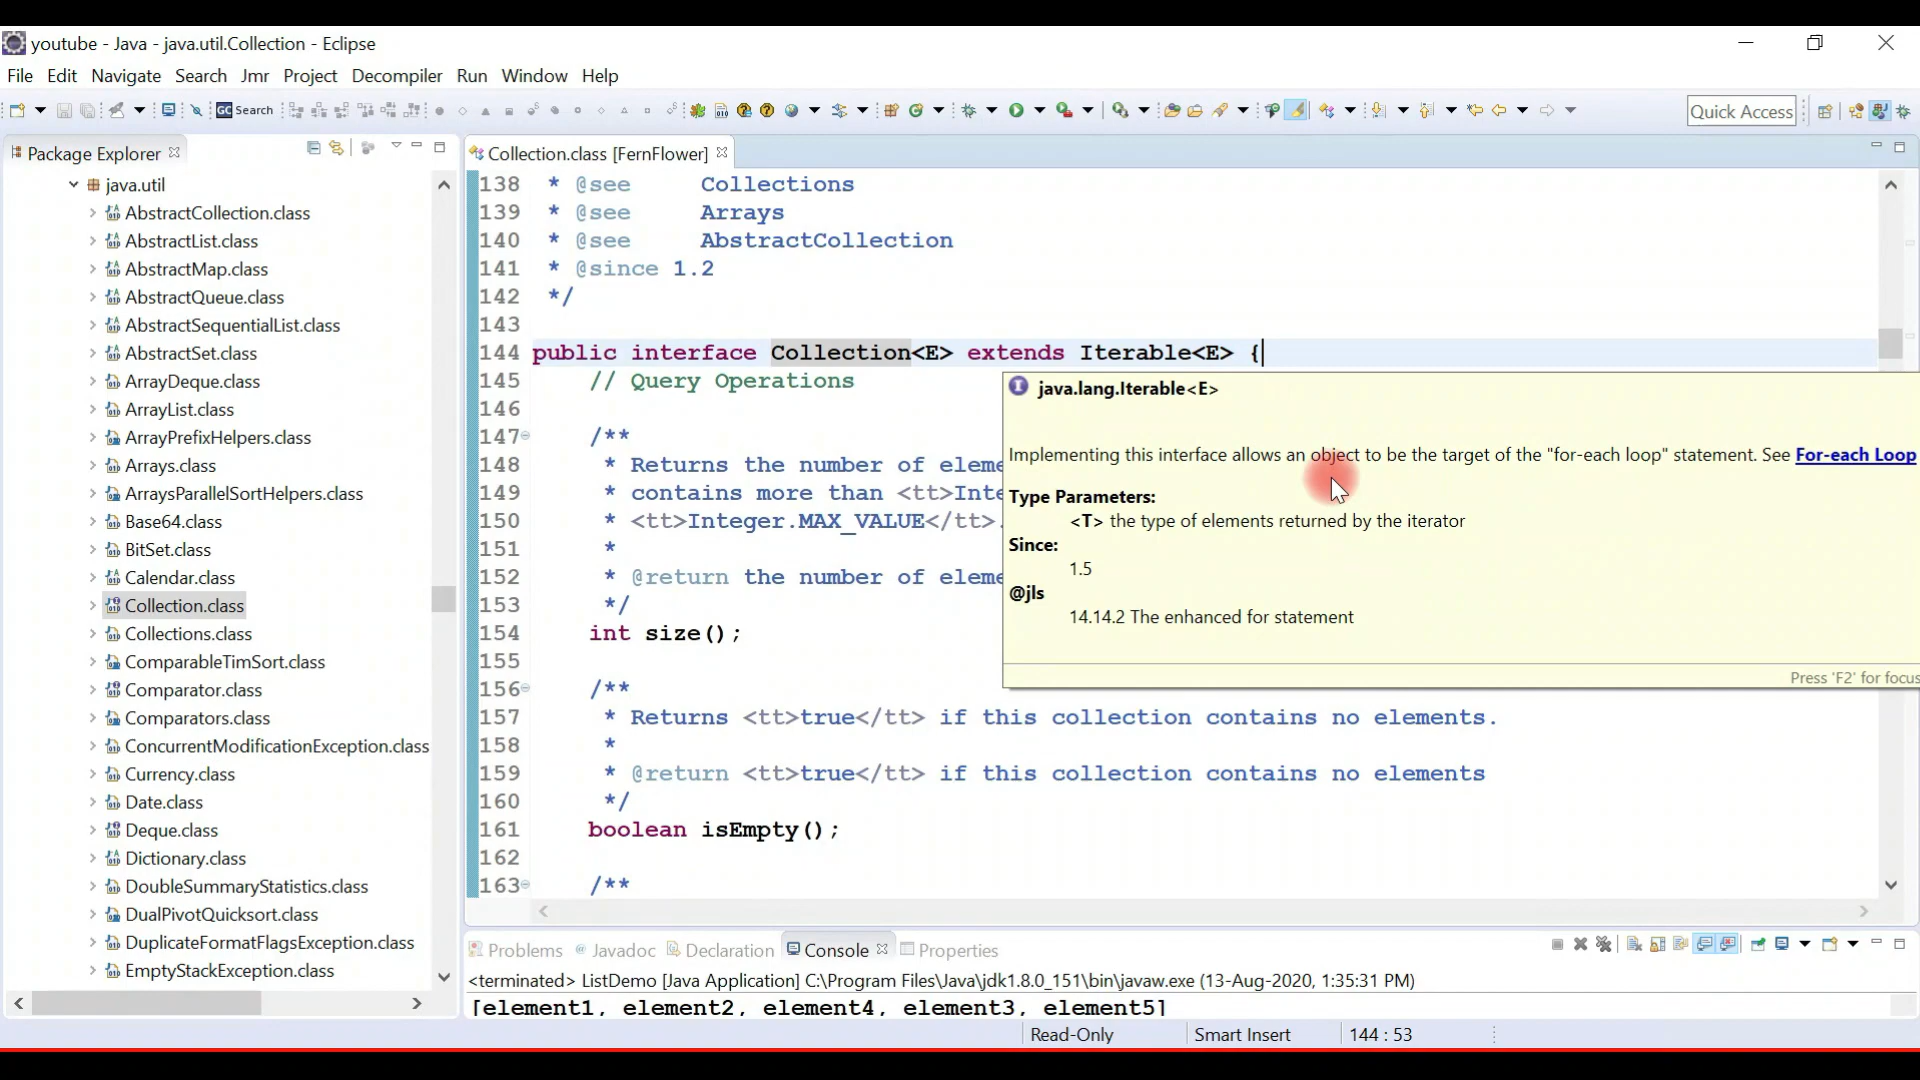 youtube - Java - java.util.Collection - Eclipse
File Edit Navigate Search Jmr Project Decompiler Run Window Help
GC Search
Quick Access
Package Explorer
java.util
AbstractCollection.class
AbstractList.class
AbstractMap.class
AbstractQueue.class
AbstractSequentialList.class
AbstractSet.class
ArrayDeque.class
ArrayList.class
ArrayPrefixHelpers.class
Arrays.class
ArraysParallelSortHelpers.class
Base64.class
BitSet.class
Calendar.class
Collection.class
Collections.class
ComparableTimSort.class
Comparator.class
Comparators.class
ConcurrentModificationException.class
Currency.class
Date.class
Deque.class
Dictionary.class
DoubleSummaryStatistics.class
DualPivotQuicksort.class
DuplicateFormatFlagsException.class
EmptyStackException.class
Collection.class [FernFlower]
138 * @see Collections
139 * @see Arrays
140 * @see AbstractCollection
141 * @since 1.2
142 */
143
144 public interface Collection<E> extends Iterable<E> {
145 // Query Operations
146
147 /**
148 * Returns the number of eleme
149 * contains more than <tt>Inte
150 * <tt>Integer.MAX_VALUE</tt>.
151 *
152 * @return the number of eleme
153 */
154 int size();
155
156 /**
157 * Returns <tt>true</tt> if this collection contains no elements.
158 *
159 * @return <tt>true</tt> if this collection contains no elements
160 */
161 boolean isEmpty();
162
163 /**
java.lang.Iterable<E>
Implementing this interface allows an object to be the target of the "for-each loop" statement. See For-each Loop
Type Parameters:
<T> the type of elements returned by the iterator
Since:
1.5
@jls
14.14.2 The enhanced for statement
Press 'F2' for focus
Problems @ Javadoc Declaration Console Properties
<terminated> ListDemo [Java Application] C:\Program Files\Java\jdk1.8.0_151\bin\javaw.exe (13-Aug-2020, 1:35:31 PM)
[element1, element2, element4, element3, element5]
Read-Only Smart Insert 144 : 53